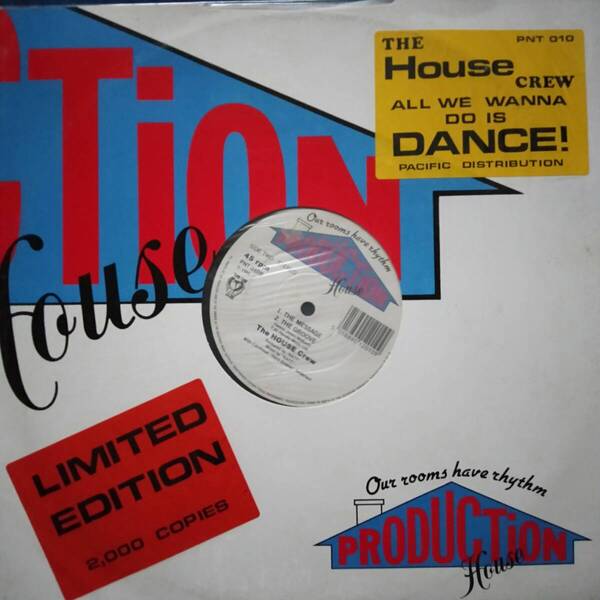 CTiON
House
THE PNT 010
House CREW
ALL WE WANNA
DO IS
DANCE!
PACIFIC DISTRIBUTION
Our rooms have rhythm
House
SIDE TWO
45 rpm
1. THE MESSAGE
2. THE GROOVE
The HOUSE Crew
LIMITED
EDITION
2,000 COPIES
Our rooms have rhythm
PRODUCTiON
House